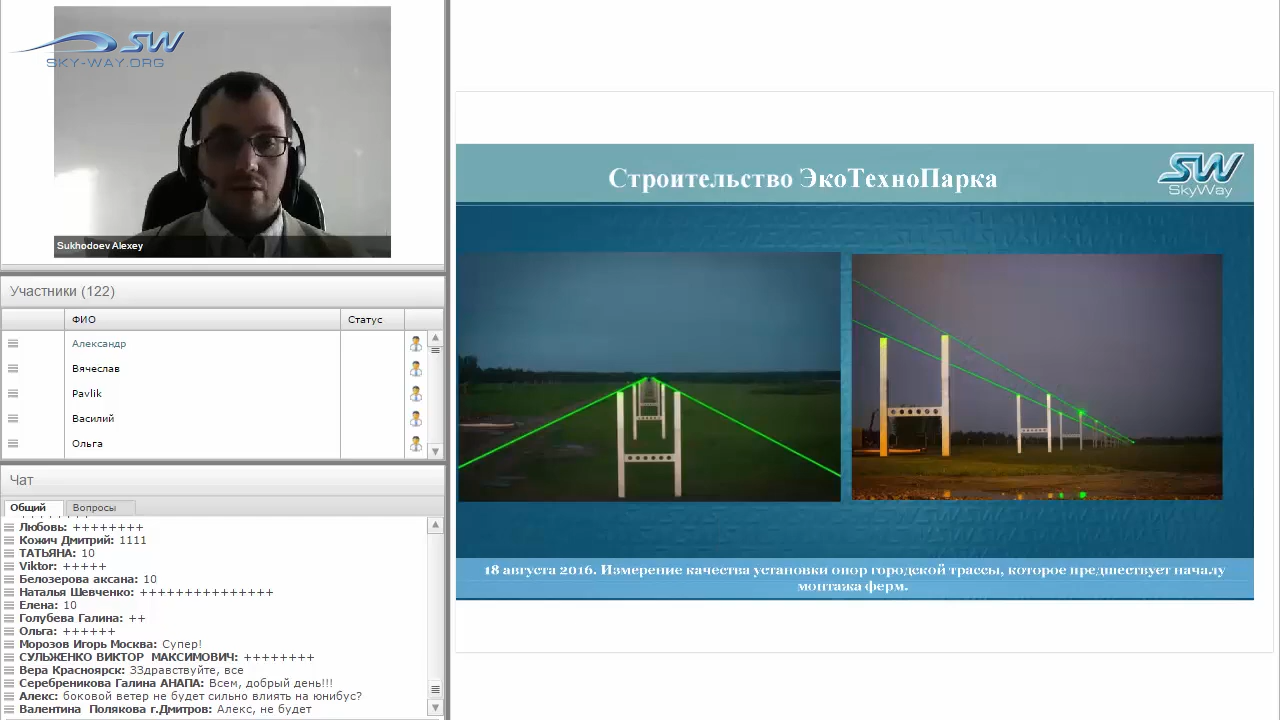 SW
SKY-WAY.ORG
Sukhodoev Alexey
Участники (122)
ФИО
Статус
Александр
Вячеслав
Pavlik
Василий
Ольга
Чат
Общий
Вопросы
Любовь: ++++++++
Кожич Дмитрий: 1111
ТАТЬЯНА: 10
Viktor: +++++
Белозерова аксана: 10
Наталья Шевченко: +++++++++++++++
Елена: 10
Голубева Галина: ++
Ольга: ++++++
Морозов Игорь Москва: Супер!
СУЛЬЖЕНКО ВИКТОР МАКСИМОВИЧ: ++++++++
Вера Красноярск: ЗЗдравствуйте, все
Серебреникова Галина АНАПА: Всем, добрый день!!!
Алекс: боковой ветер не будет сильно влиять на юнибус?
Валентина Полякова г.Дмитров: Алекс, не будет
Строительство ЭкоТехноПарка
SW
SkyWay
18 августа 2016. Измерение качества установки опор городской трассы, которое предшествует началу
монтажа ферм.